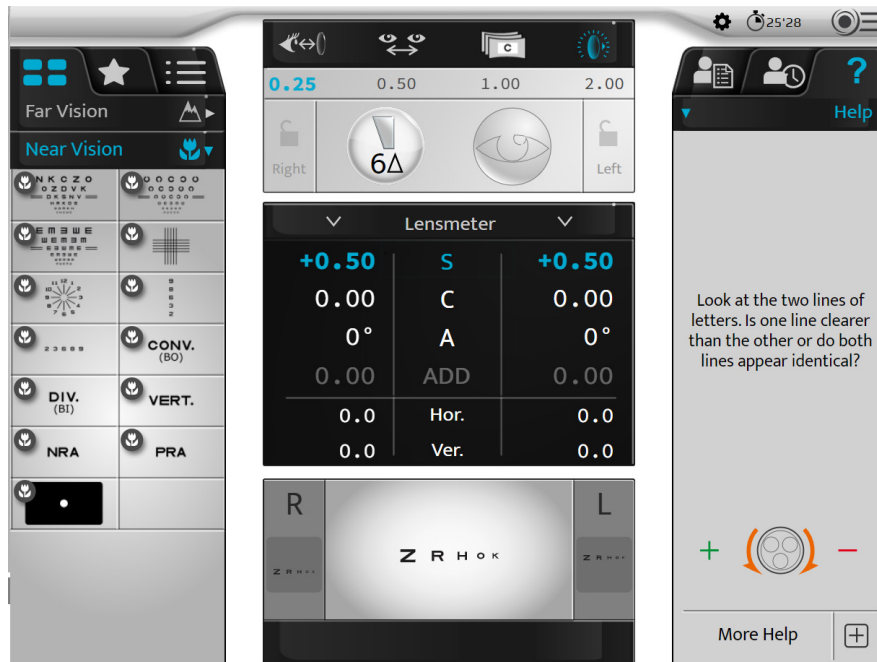 25'28
Far Vision
Near Vision
N K C Z O
O Z D V K
D K S N V
E M
CONV.
(BO)
DIV.
(BI)
VERT.
NRA
PRA
C
0.25 0.50 1.00 2.00
Right
6Δ
Left
Lensmeter
+0.50 S +0.50
0.00 C 0.00
0° A 0°
0.00 ADD 0.00
0.0 Hor. 0.0
0.0 Ver. 0.0
R
L
Z R H O K
Z R H O K
Z R H O K
?
Help
Look at the two lines of
letters. Is one line clearer
than the other or do both
lines appear identical?
+ −
More Help